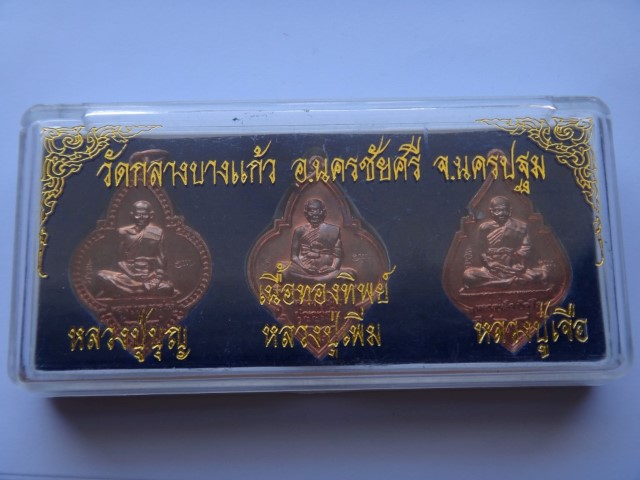 วัดกลางบางแก้ว อ.นครชัยศรี จ.นครปฐม
เนื้อทองทิพย์
หลวงปู่บุญ หลวงปู่เพิ่ม หลวงปู่เจือ